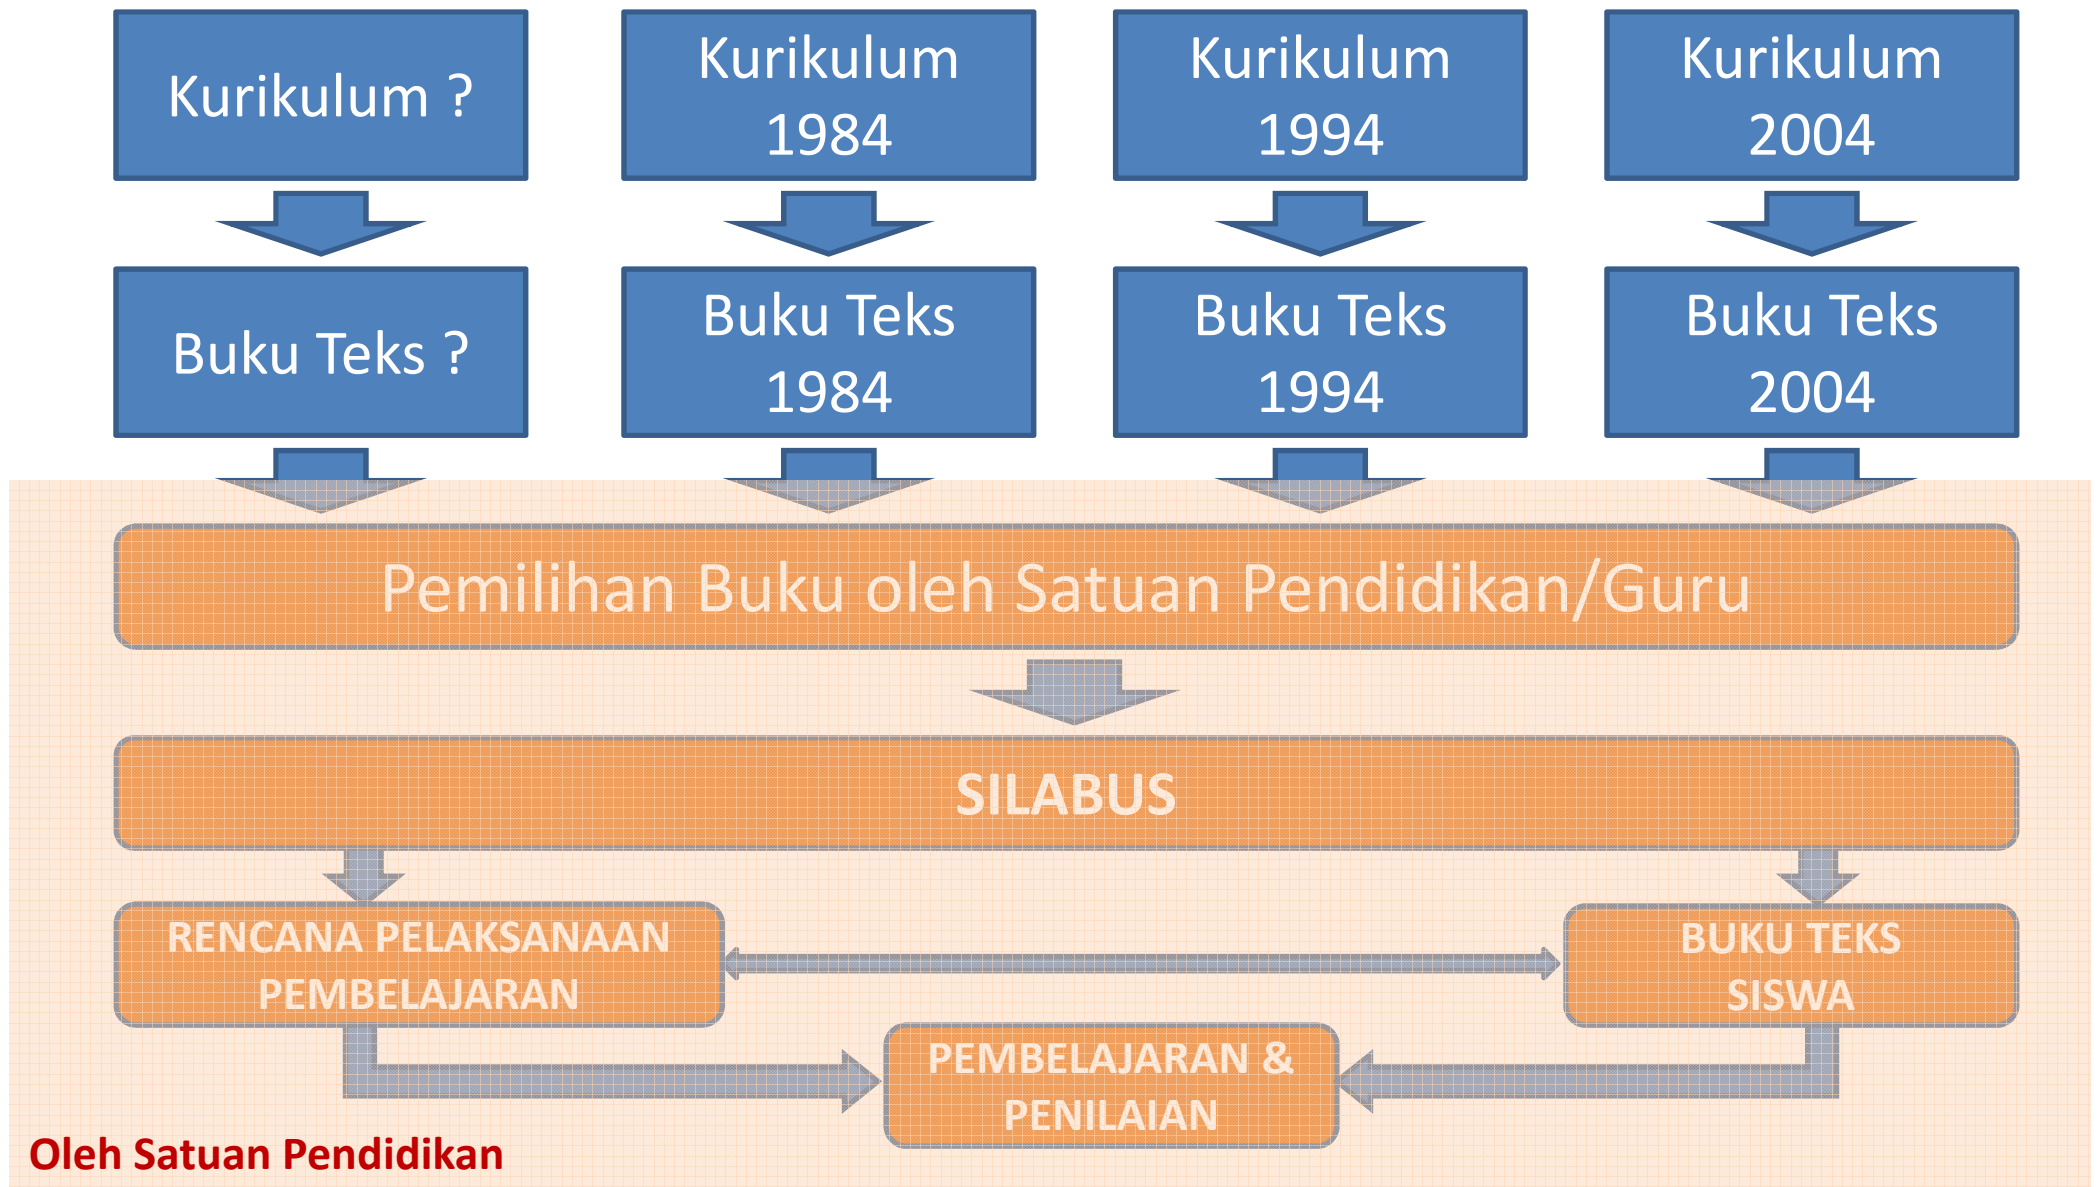 Kurikulum ?
Kurikulum
1984
Kurikulum
1994
Kurikulum
2004
Buku Teks ?
Buku Teks
1984
Buku Teks
1994
Buku Teks
2004
Pemilihan Buku oleh Satuan Pendidikan/Guru
SILABUS
RENCANA PELAKSANAAN
PEMBELAJARAN
BUKU TEKS
SISWA
PEMBELAJARAN &
PENILAIAN
Oleh Satuan Pendidikan